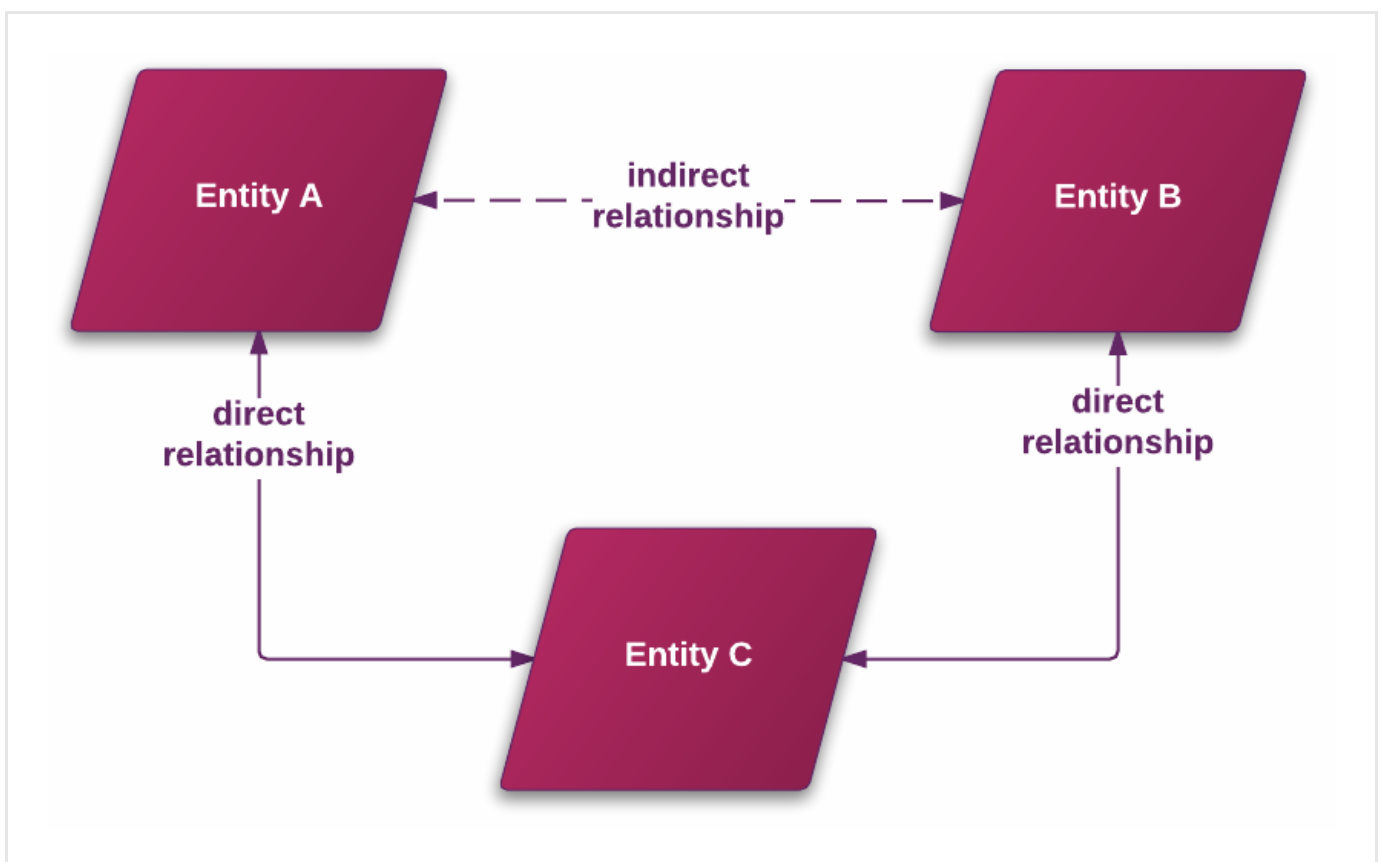 Entity A
indirect
relationship
Entity B
direct
relationship
direct
relationship
Entity C